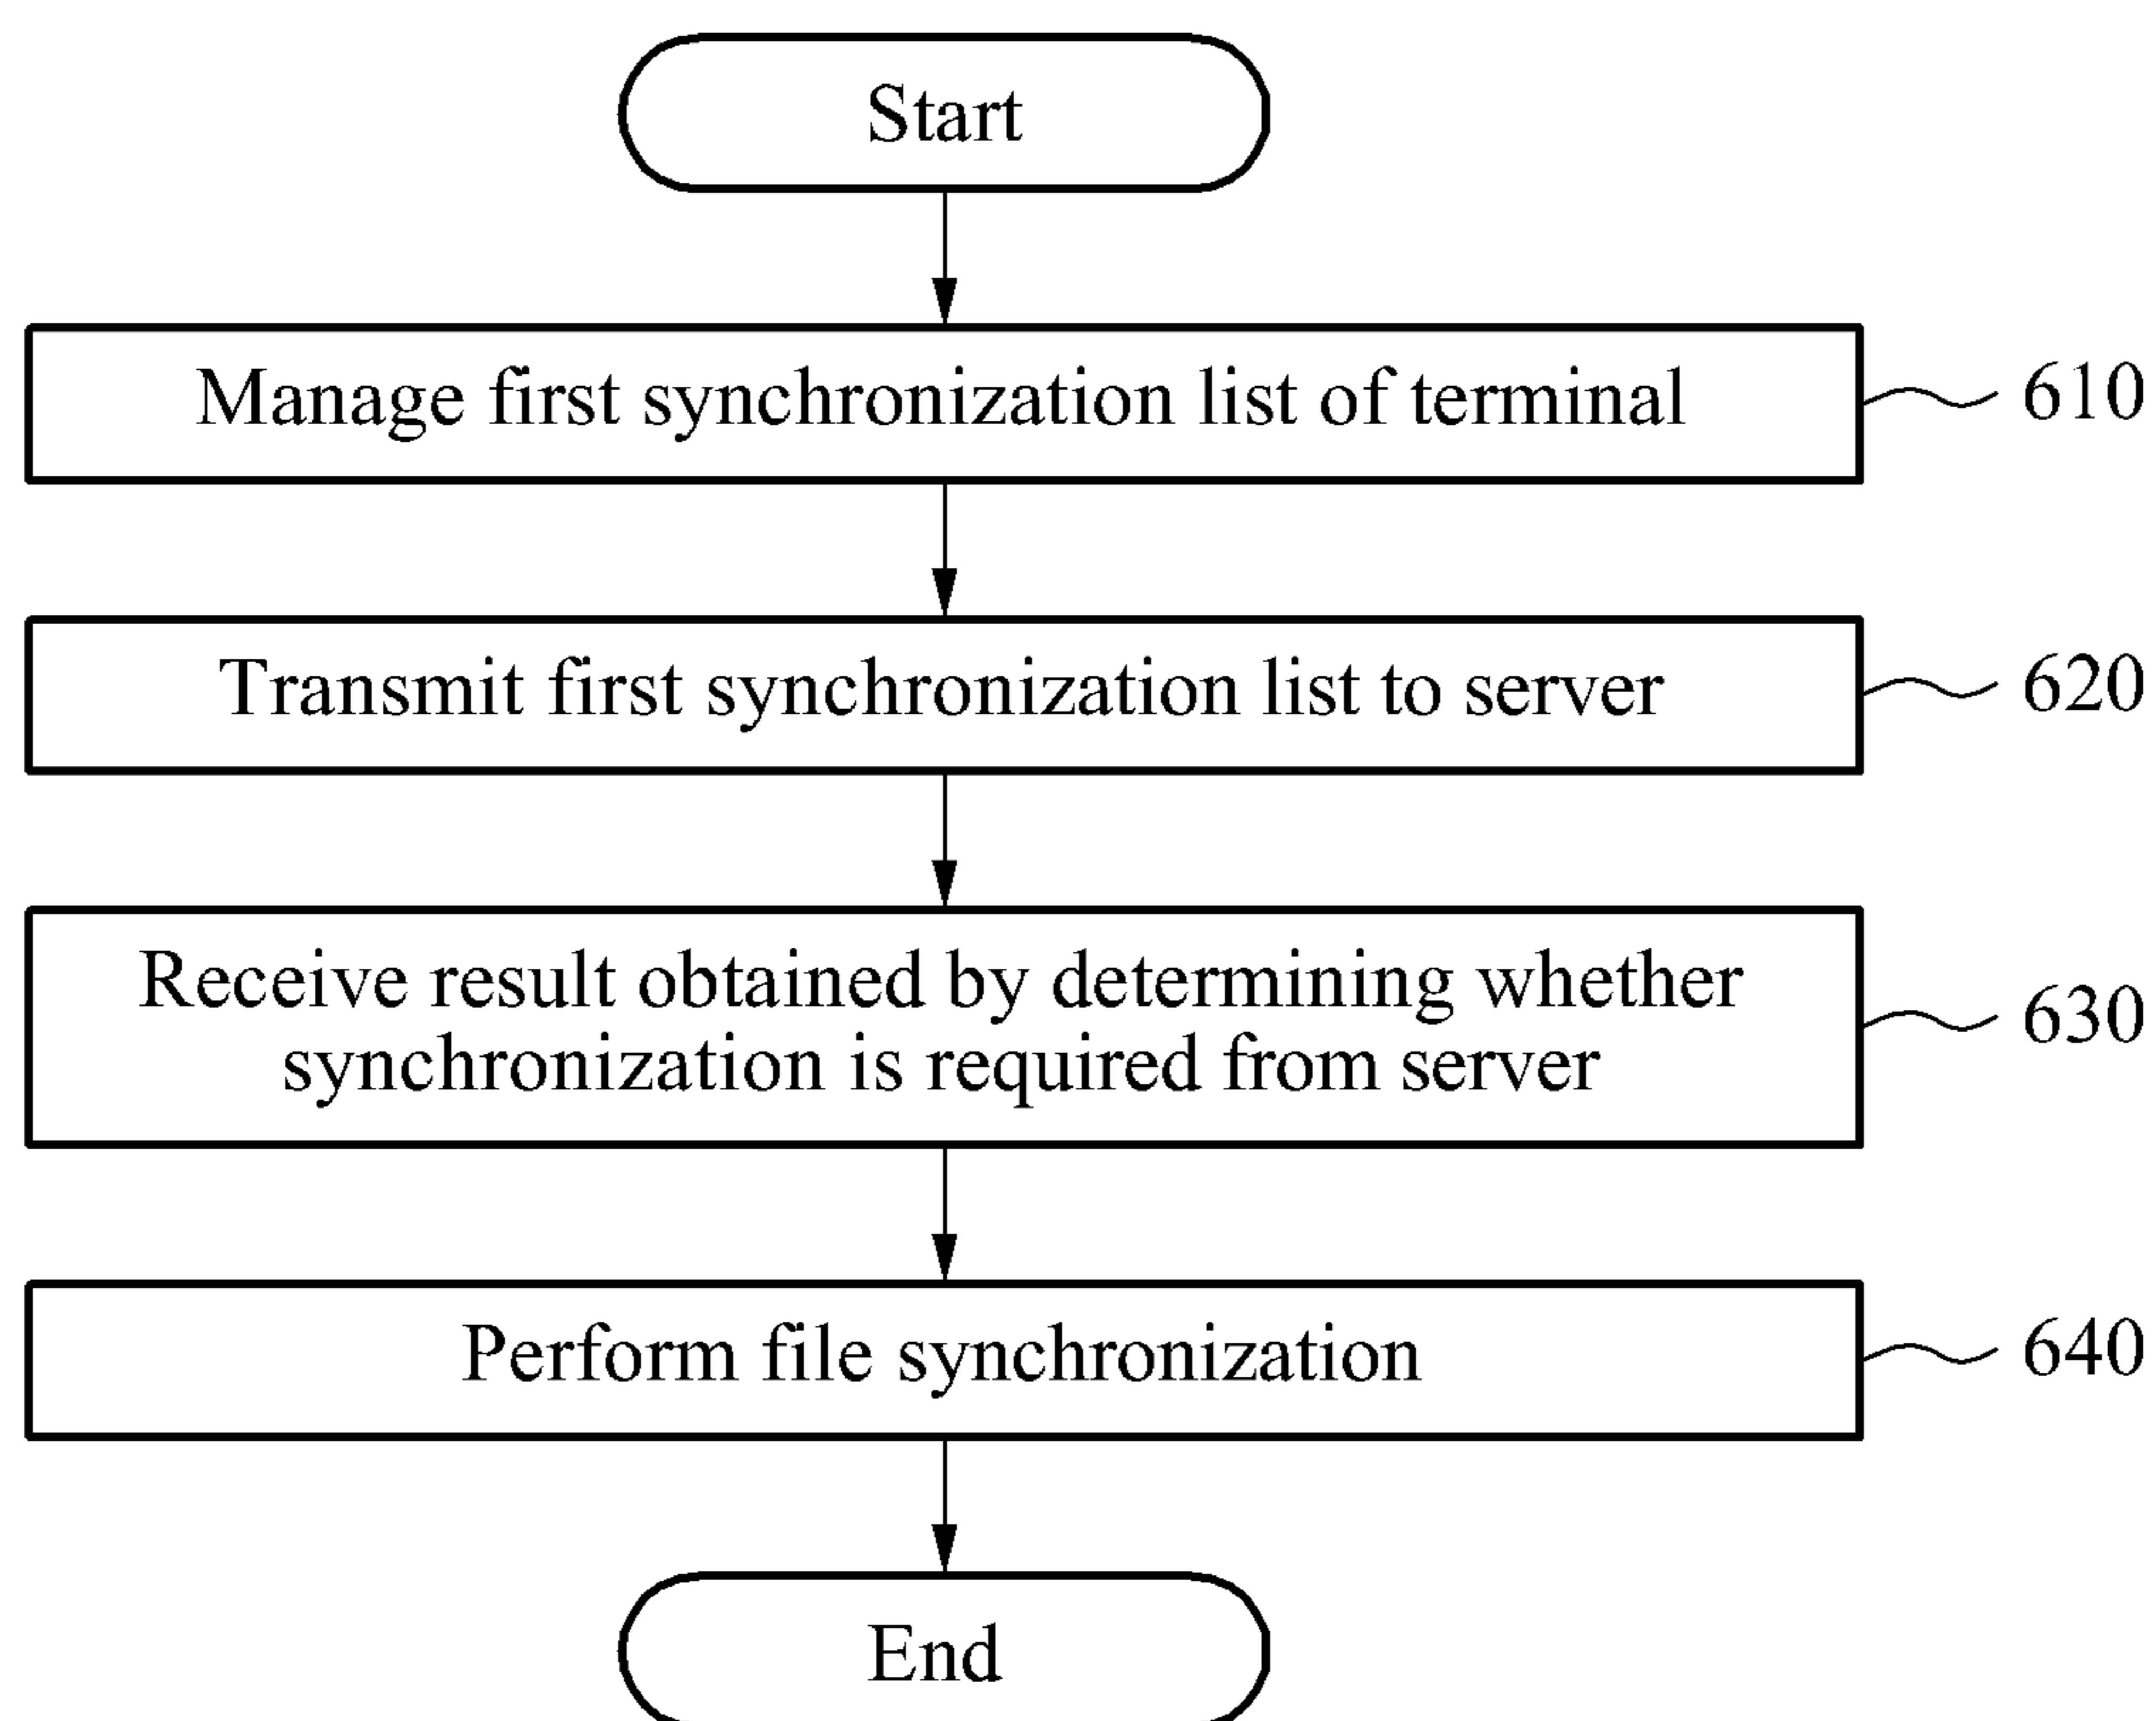 Start
Manage first synchronization list of terminal
610
Transmit first synchronization list to server
620
Receive result obtained by determining whether
synchronization is required from server
630
Perform file synchronization
640
End